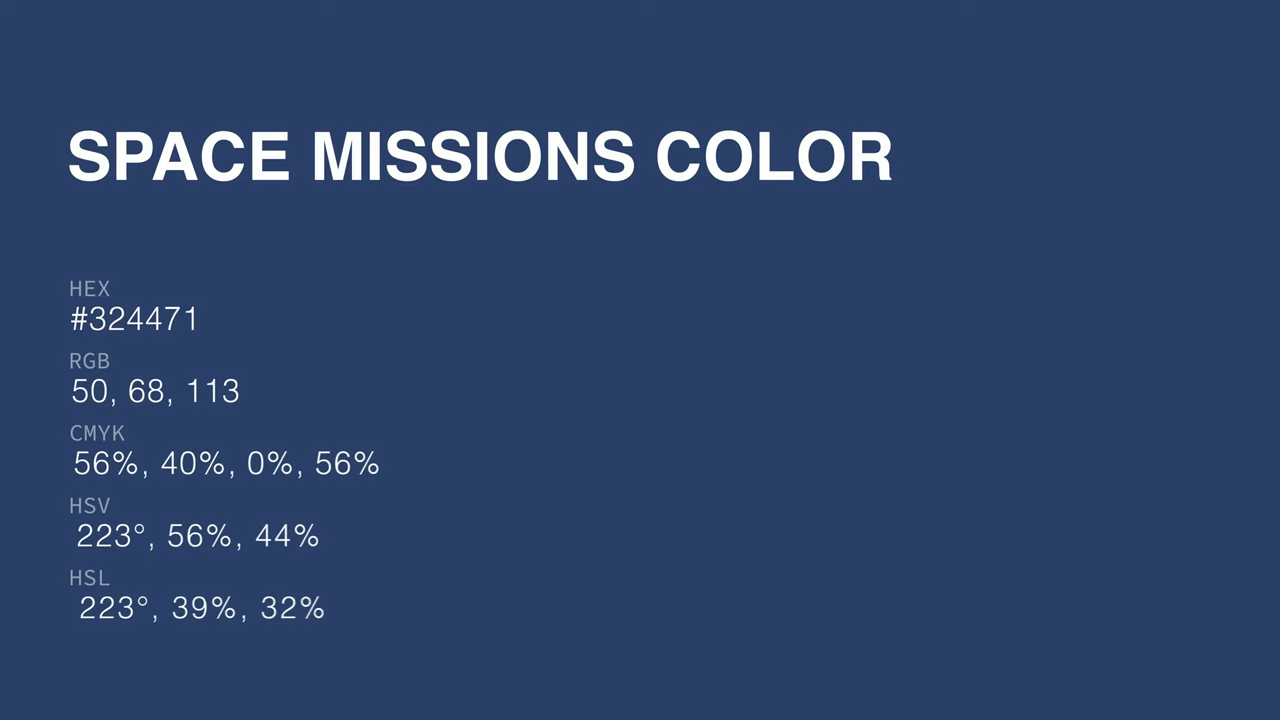 SPACE MISSIONS COLOR
HEX
#324471
RGB
50, 68, 113
CMYK
56%, 40%, 0%, 56%
HSV
223°, 56%, 44%
HSL
223°, 39%, 32%